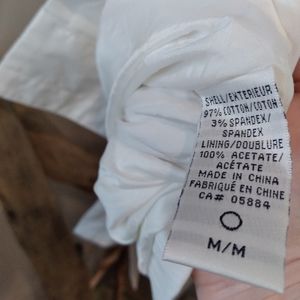 SHELL/EXTERIEUR
97% COTTON/COTON
3% SPANDEX/
SPANDEX
LINING/DOUBLURE
100% ACETATE/
ACÉTATE
MADE IN CHINA
FABRIQUÉ EN CHINE
CA# 05884
M/M